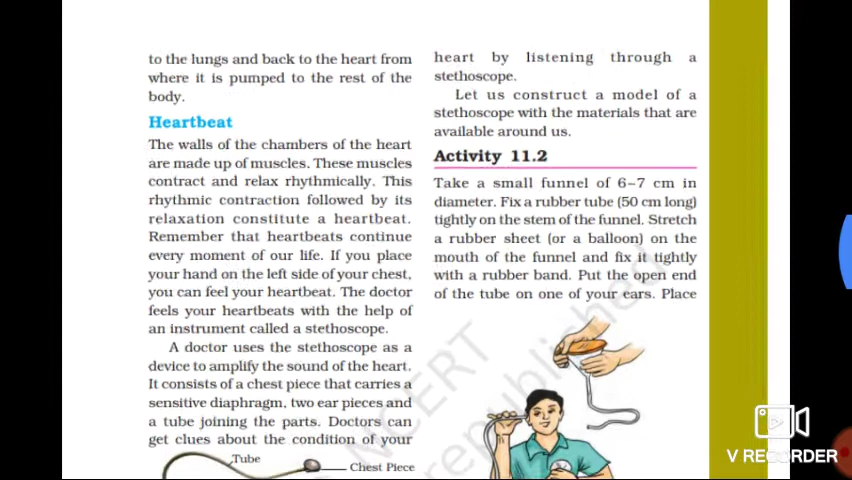 to the lungs and back to the heart from
where it is pumped to the rest of the
body.
Heartbeat
The walls of the chambers of the heart
are made up of muscles. These muscles
contract and relax rhythmically. This
rhythmic contraction followed by its
relaxation constitute a heartbeat.
Remember that heartbeats continue
every moment of our life. If you place
your hand on the left side of your chest,
you can feel your heartbeat. The doctor
feels your heartbeats with the help of
an instrument called a stethoscope.
A doctor uses the stethoscope as a
device to amplify the sound of the heart.
It consists of a chest piece that carries a
sensitive diaphragm, two ear pieces and
a tube joining the parts. Doctors can
get clues about the condition of your
Tube
Chest Piece
heart by listening through a
stethoscope.
Let us construct a model of a
stethoscope with the materials that are
available around us.
Activity 11.2
Take a small funnel of 6–7 cm in
diameter. Fix a rubber tube (50 cm long)
tightly on the stem of the funnel. Stretch
a rubber sheet (or a balloon) on the
mouth of the funnel and fix it tightly
with a rubber band. Put the open end
of the tube on one of your ears. Place
NCERT
republished
V RECORDER